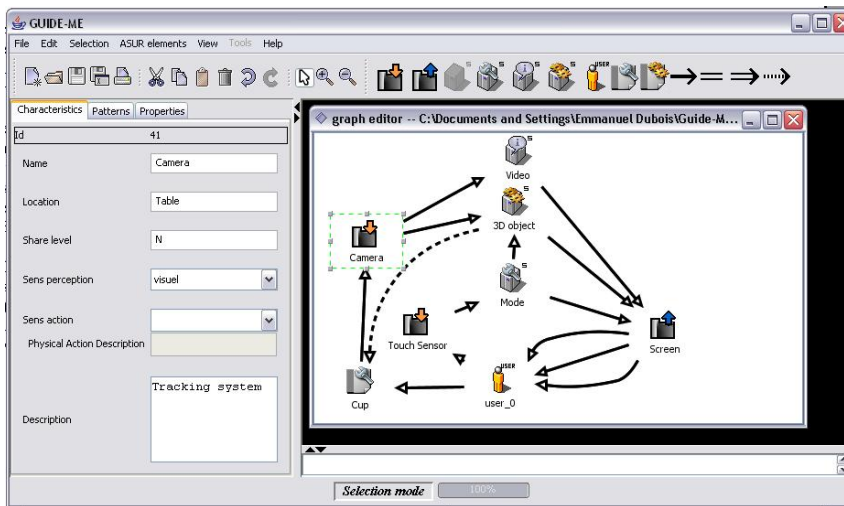 GUIDE-ME
File Edit Selection ASUR elements View Tools Help
USER
Characteristics Patterns Properties
Id 41
Name Camera
Location Table
Share level N
Sens perception visuel
Sens action
Physical Action Description
Description Tracking system
graph editor -- C:\Documents and Settings\Emmanuel Dubois\Guide-M...
S
Video
S
3D object
Camera
S
Mode
Touch Sensor
Screen
Cup
USER
user_0
Selection mode 100%